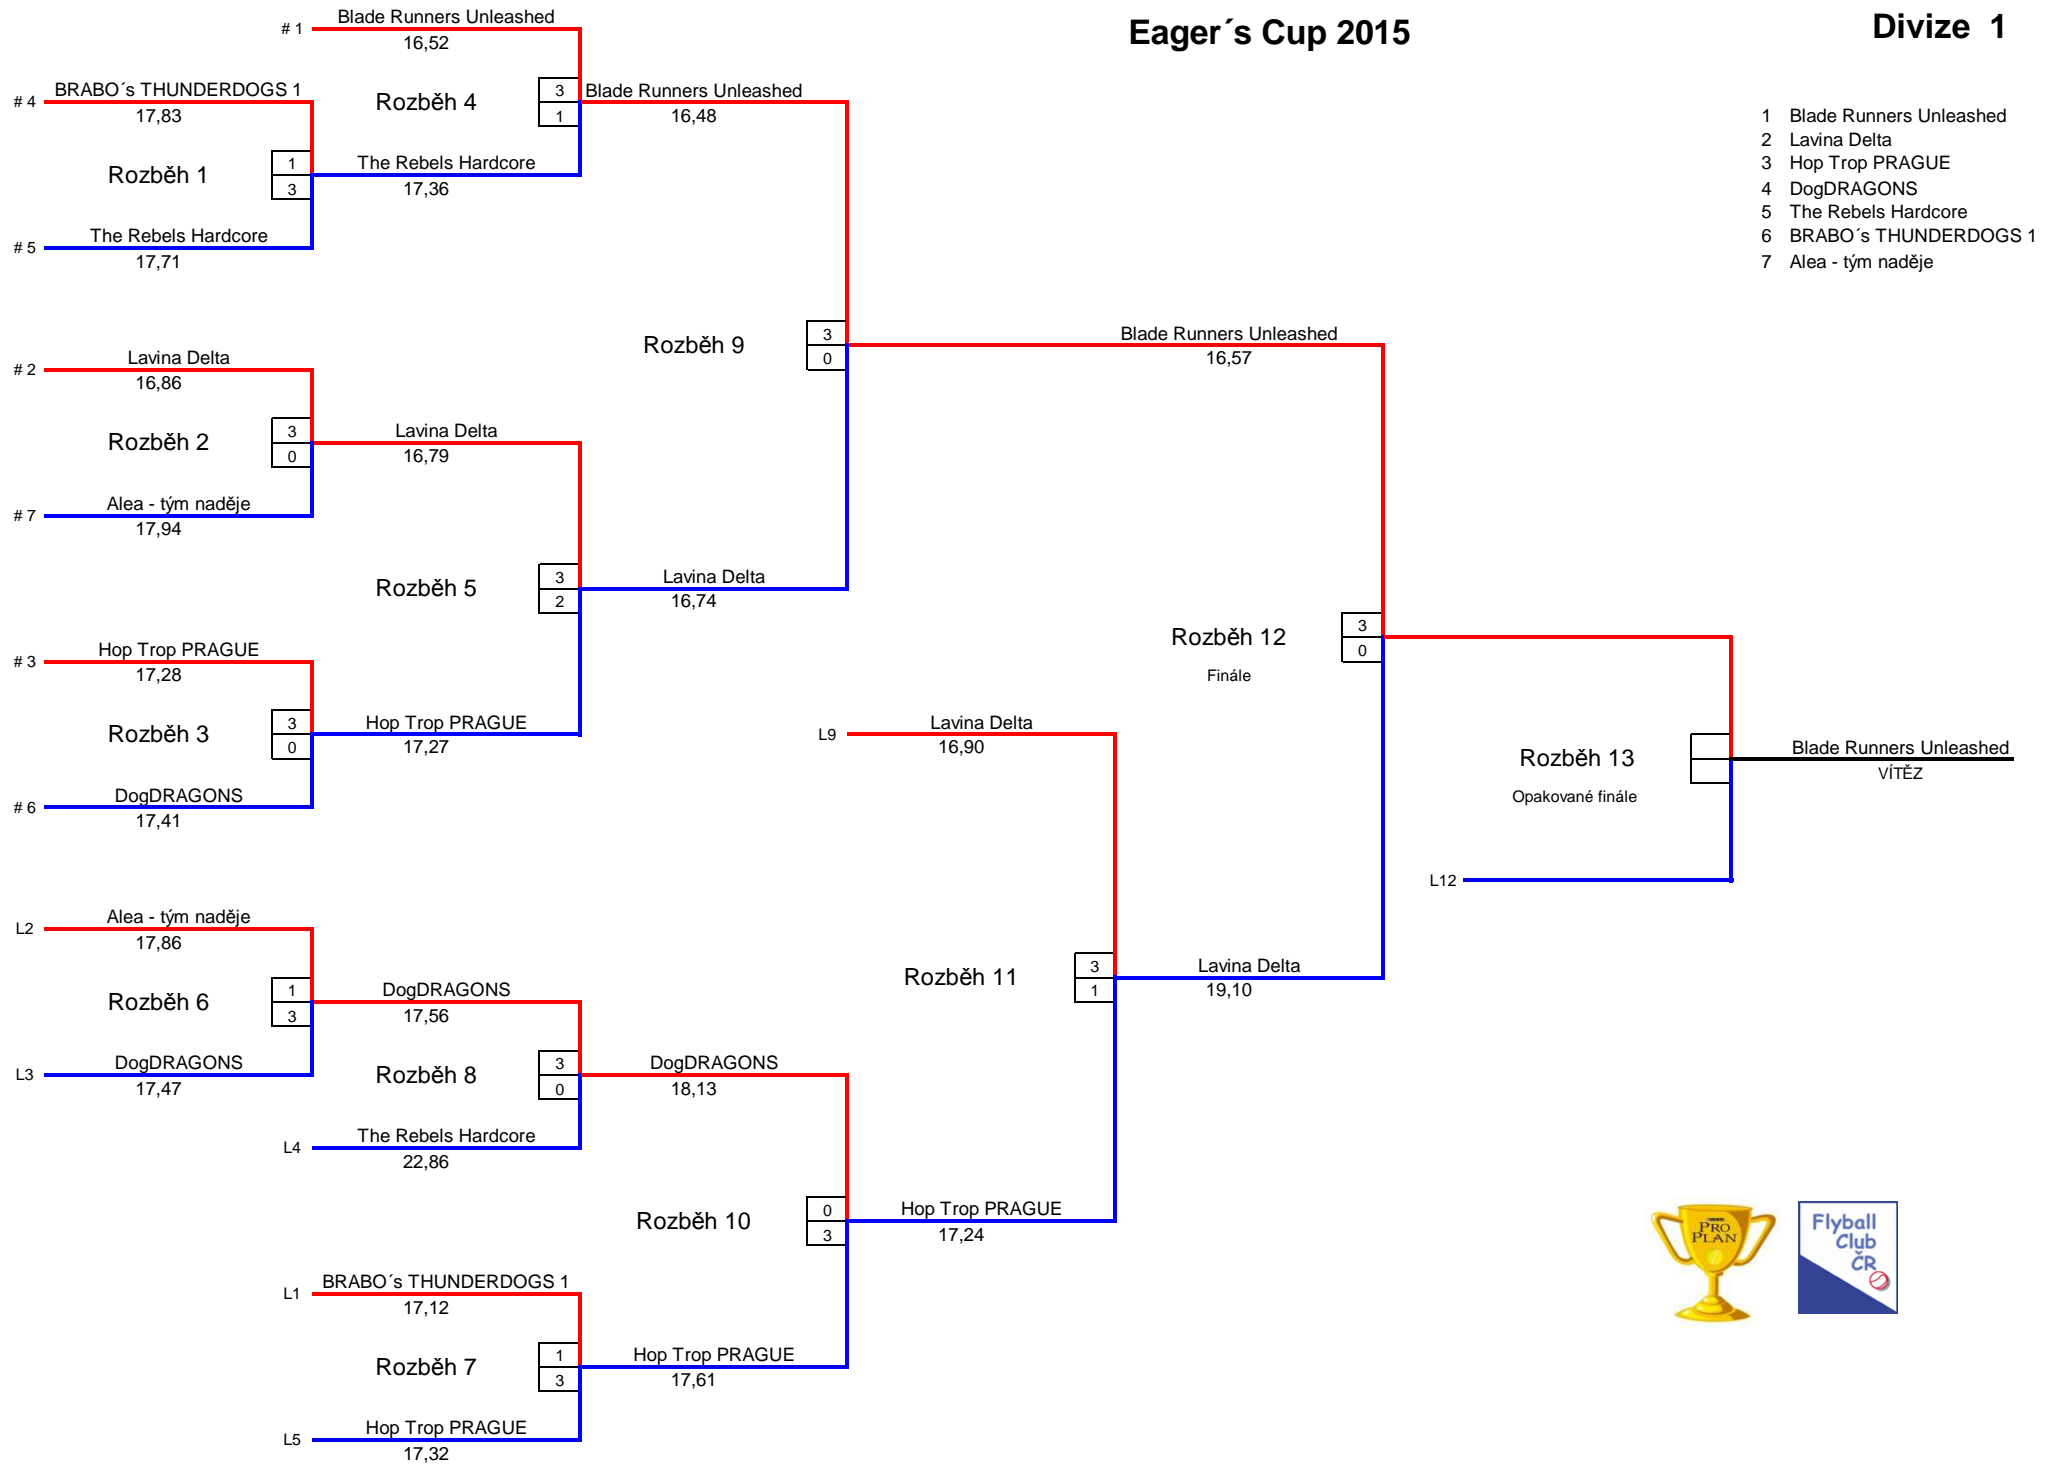 Eager´s Cup 2015
Divize 1
1 Blade Runners Unleashed
2 Lavina Delta
3 Hop Trop PRAGUE
4 DogDRAGONS
5 The Rebels Hardcore
6 BRABO´s THUNDERDOGS 1
7 Alea - tým naděje
# 1 Blade Runners Unleashed
16,52
# 4 BRABO´s THUNDERDOGS 1
17,83
Rozběh 4
3
1
Blade Runners Unleashed
16,48
Rozběh 1
1
3
The Rebels Hardcore
17,36
# 5 The Rebels Hardcore
17,71
Rozběh 9
3
0
Blade Runners Unleashed
16,57
# 2 Lavina Delta
16,86
Rozběh 2
3
0
Lavina Delta
16,79
# 7 Alea - tým naděje
17,94
Rozběh 5
3
2
Lavina Delta
16,74
# 3 Hop Trop PRAGUE
17,28
Rozběh 12
Finále
3
0
Rozběh 3
3
0
Hop Trop PRAGUE
17,27
L9 Lavina Delta
16,90
Rozběh 13
Opakované finále
Blade Runners Unleashed
VÍTĚZ
# 6 DogDRAGONS
17,41
L12
L2 Alea - tým naděje
17,86
Rozběh 6
1
3
DogDRAGONS
17,56
Rozběh 11
3
1
Lavina Delta
19,10
L3 DogDRAGONS
17,47
Rozběh 8
3
0
DogDRAGONS
18,13
L4 The Rebels Hardcore
22,86
Rozběh 10
0
3
Hop Trop PRAGUE
17,24
L1 BRABO´s THUNDERDOGS 1
17,12
Rozběh 7
1
3
Hop Trop PRAGUE
17,61
L5 Hop Trop PRAGUE
17,32
PRO
PLAN
Flyball
Club
ČR